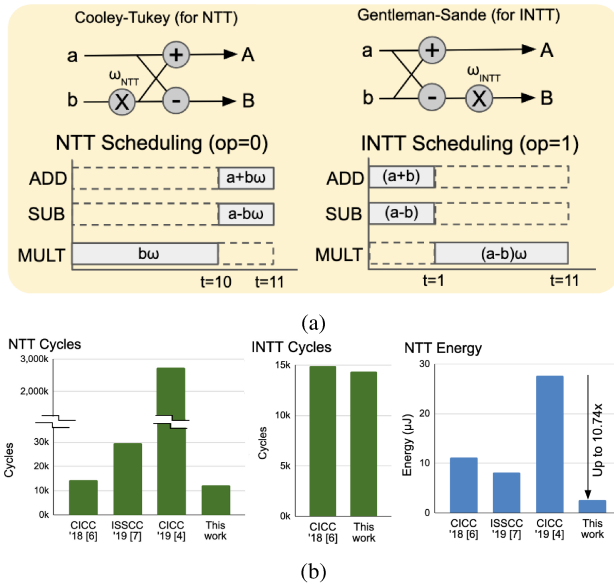 Cooley-Tukey (for NTT)
Gentleman-Sande (for INTT)
a
ω_NTT
b
X
+
-
A
B
a
b
+
-
ω_INTT
X
A
B
NTT Scheduling (op=0)
INTT Scheduling (op=1)
ADD
a+bω
SUB
a-bω
MULT
bω
t=10
t=11
ADD
(a+b)
SUB
(a-b)
MULT
(a-b)ω
t=1
t=11
(a)
NTT Cycles
3,000k
2,000k
30k
20k
10k
0k
Cycles
CICC
'18 [6]
ISSCC
'19 [7]
CICC
'19 [4]
This
work
INTT Cycles
15k
10k
5k
0k
Cycles
CICC
'18 [6]
This
work
NTT Energy
30
20
10
0
Energy (μJ)
Up to 10.74x
CICC
'18 [6]
ISSCC
'19 [7]
CICC
'19 [4]
This
work
(b)